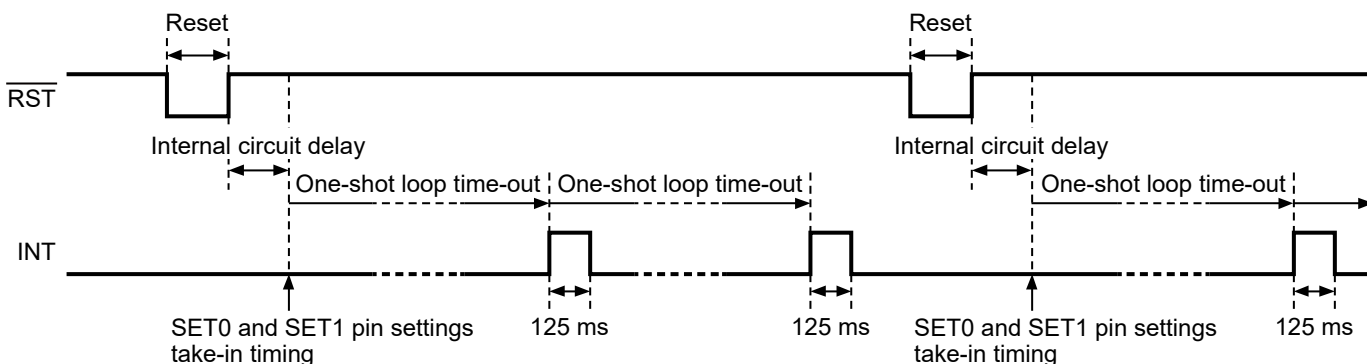 Reset
Reset
RST
Internal circuit delay
Internal circuit delay
One-shot loop time-out
One-shot loop time-out
One-shot loop time-out
INT
SET0 and SET1 pin settings
take-in timing
125 ms
125 ms
SET0 and SET1 pin settings
take-in timing
125 ms